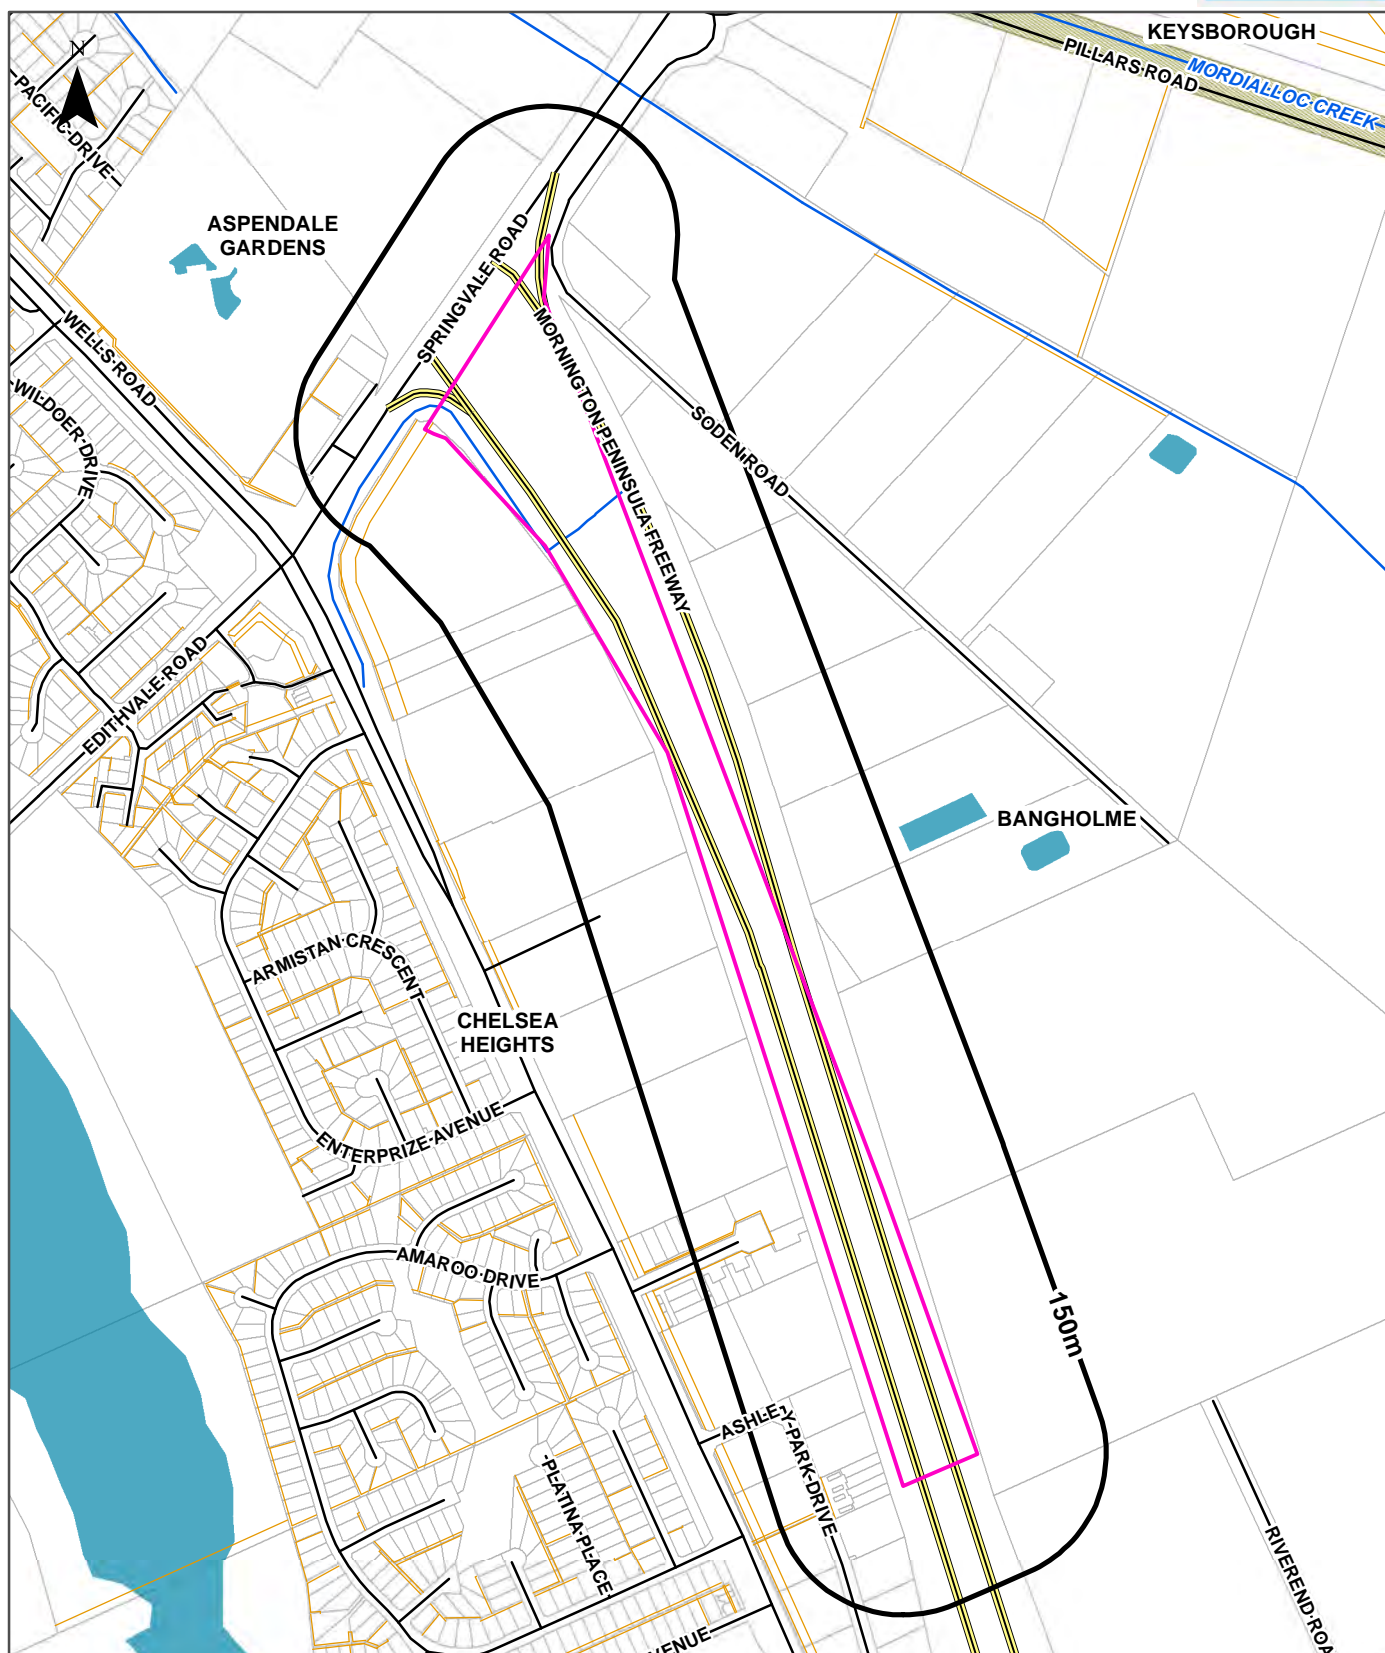 KEYSBOROUGH
PILLARS ROAD
MORDIALLOC CREEK
N
PACIFIC DRIVE
ASPENDALE
GARDENS
SPRINGVALE ROAD
WELLS ROAD
MORNINGTON PENINSULA FREEWAY
WILDOER DRIVE
SODEN ROAD
EDITHVALE ROAD
BANGHOLME
ARMISTAN CRESCENT
CHELSEA
HEIGHTS
ENTERPRIZE AVENUE
AMAROO DRIVE
150m
ASHLEY PARK DRIVE
PLATINA PLACE
RIVEREND ROA
VENUE